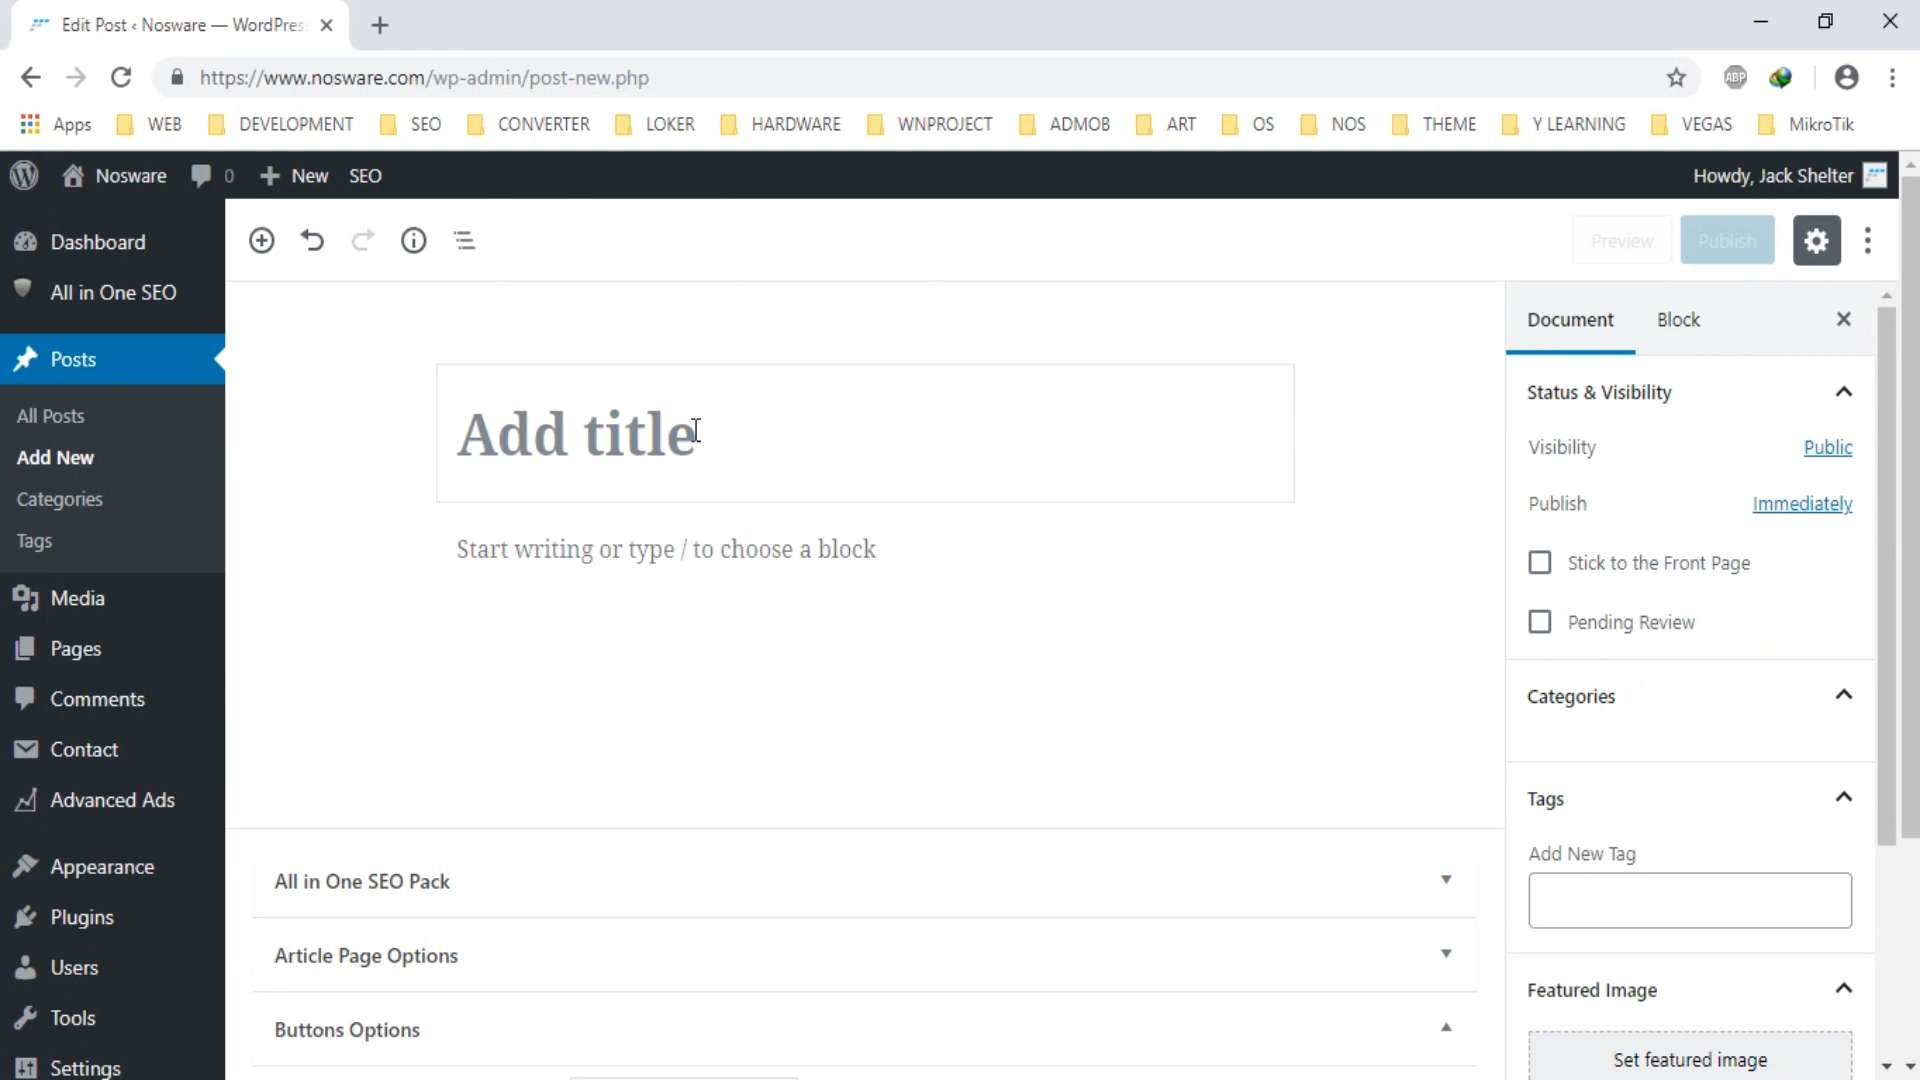 Edit Post ‹ Nosware — WordPres
https://www.nosware.com/wp-admin/post-new.php
ABP
Apps WEB DEVELOPMENT SEO CONVERTER LOKER HARDWARE WNPROJECT ADMOB ART OS NOS THEME Y LEARNING VEGAS MikroTik
Nosware 0 New SEO Howdy, Jack Shelter
Dashboard
All in One SEO
Posts
All Posts
Add New
Categories
Tags
Media
Pages
Comments
Contact
Advanced Ads
Appearance
Plugins
Users
Tools
Settings
Preview Publish
Add title
Start writing or type / to choose a block
All in One SEO Pack
Article Page Options
Buttons Options
Document Block
Status & Visibility
Visibility Public
Publish Immediately
Stick to the Front Page
Pending Review
Categories
Tags
Add New Tag
Featured Image
Set featured image